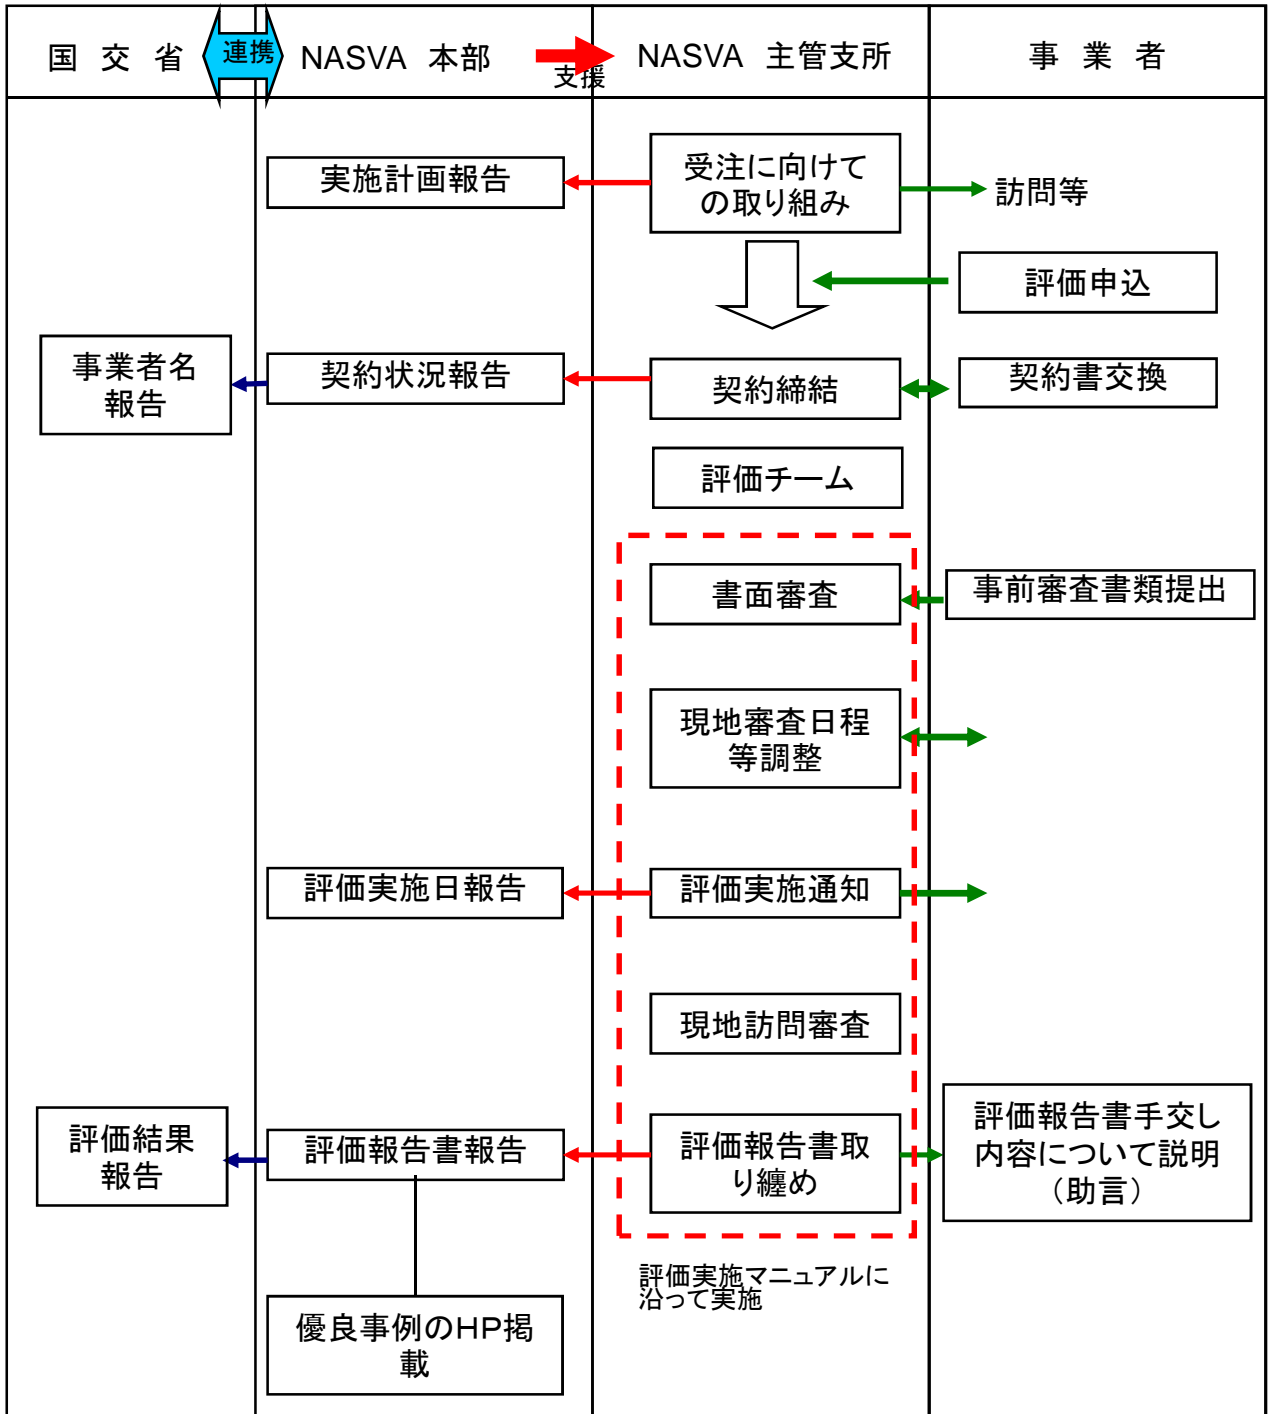 国 交 省
連携
NASVA 本部
支援
NASVA 主管支所
事 業 者
実施計画報告
受注に向けて
の取り組み
訪問等
評価申込
事業者名
報告
契約状況報告
契約締結
契約書交換
評価チーム
書面審査
事前審査書類提出
現地審査日程
等調整
評価実施日報告
評価実施通知
現地訪問審査
評価結果
報告
評価報告書報告
評価報告書取
り纏め
評価報告書手交し
内容について説明
（助言）
評価実施マニュアルに
沿って実施
優良事例のHP掲
載